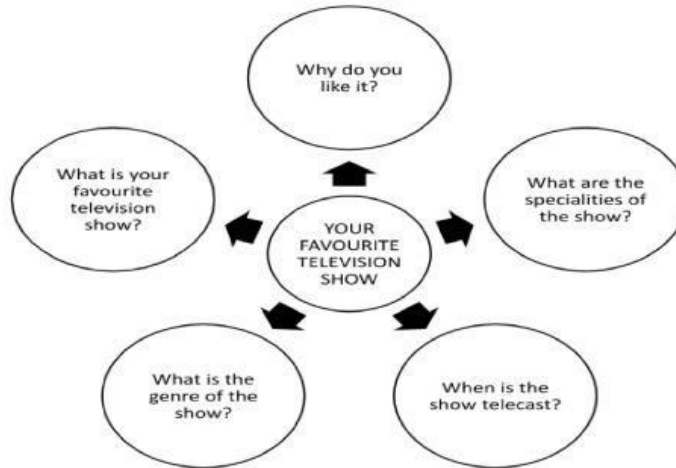 Why do you
like it?
What is your
favourite
television
show?
What are the
specialities of
the show?
YOUR
FAVOURITE
TELEVISION
SHOW
What is the
genre of the
show?
When is the
show telecast?